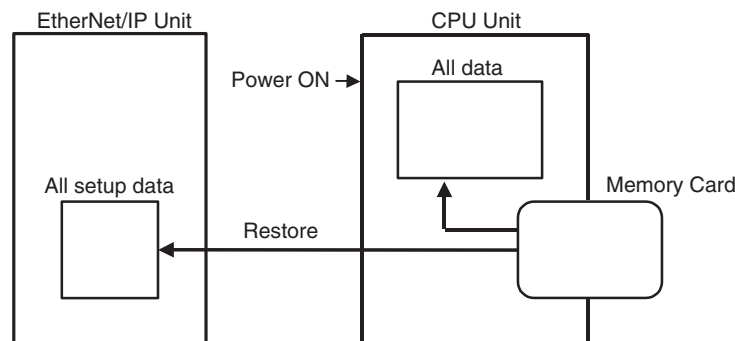 EtherNet/IP Unit
CPU Unit
Power ON
All data
All setup data
Memory Card
Restore